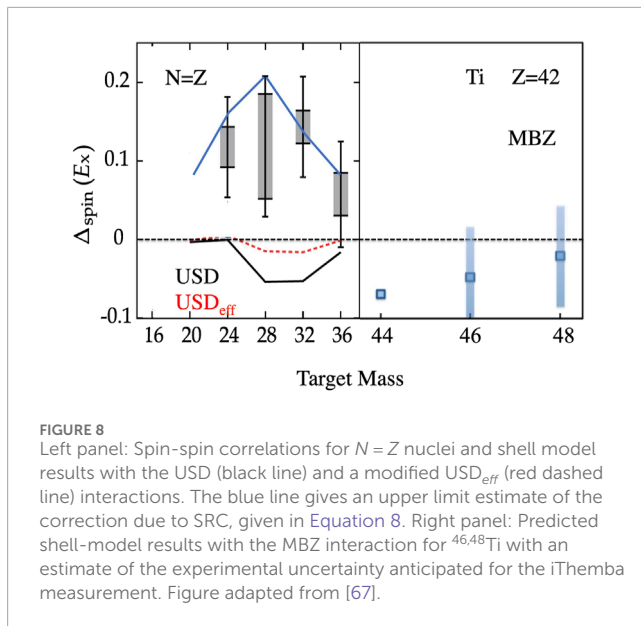 0.2
0.1
0
-0.1
Δspin (Ex)
N=Z
USD
USDeff
16 20 24 28 32 36
Ti Z=42
MBZ
44 46 48
Target Mass
FIGURE 8
Left panel: Spin-spin correlations for N = Z nuclei and shell model
results with the USD (black line) and a modified USDeff (red dashed
line) interactions. The blue line gives an upper limit estimate of the
correction due to SRC, given in Equation 8. Right panel: Predicted
shell-model results with the MBZ interaction for 46,48Ti with an
estimate of the experimental uncertainty anticipated for the iThemba
measurement. Figure adapted from [67].